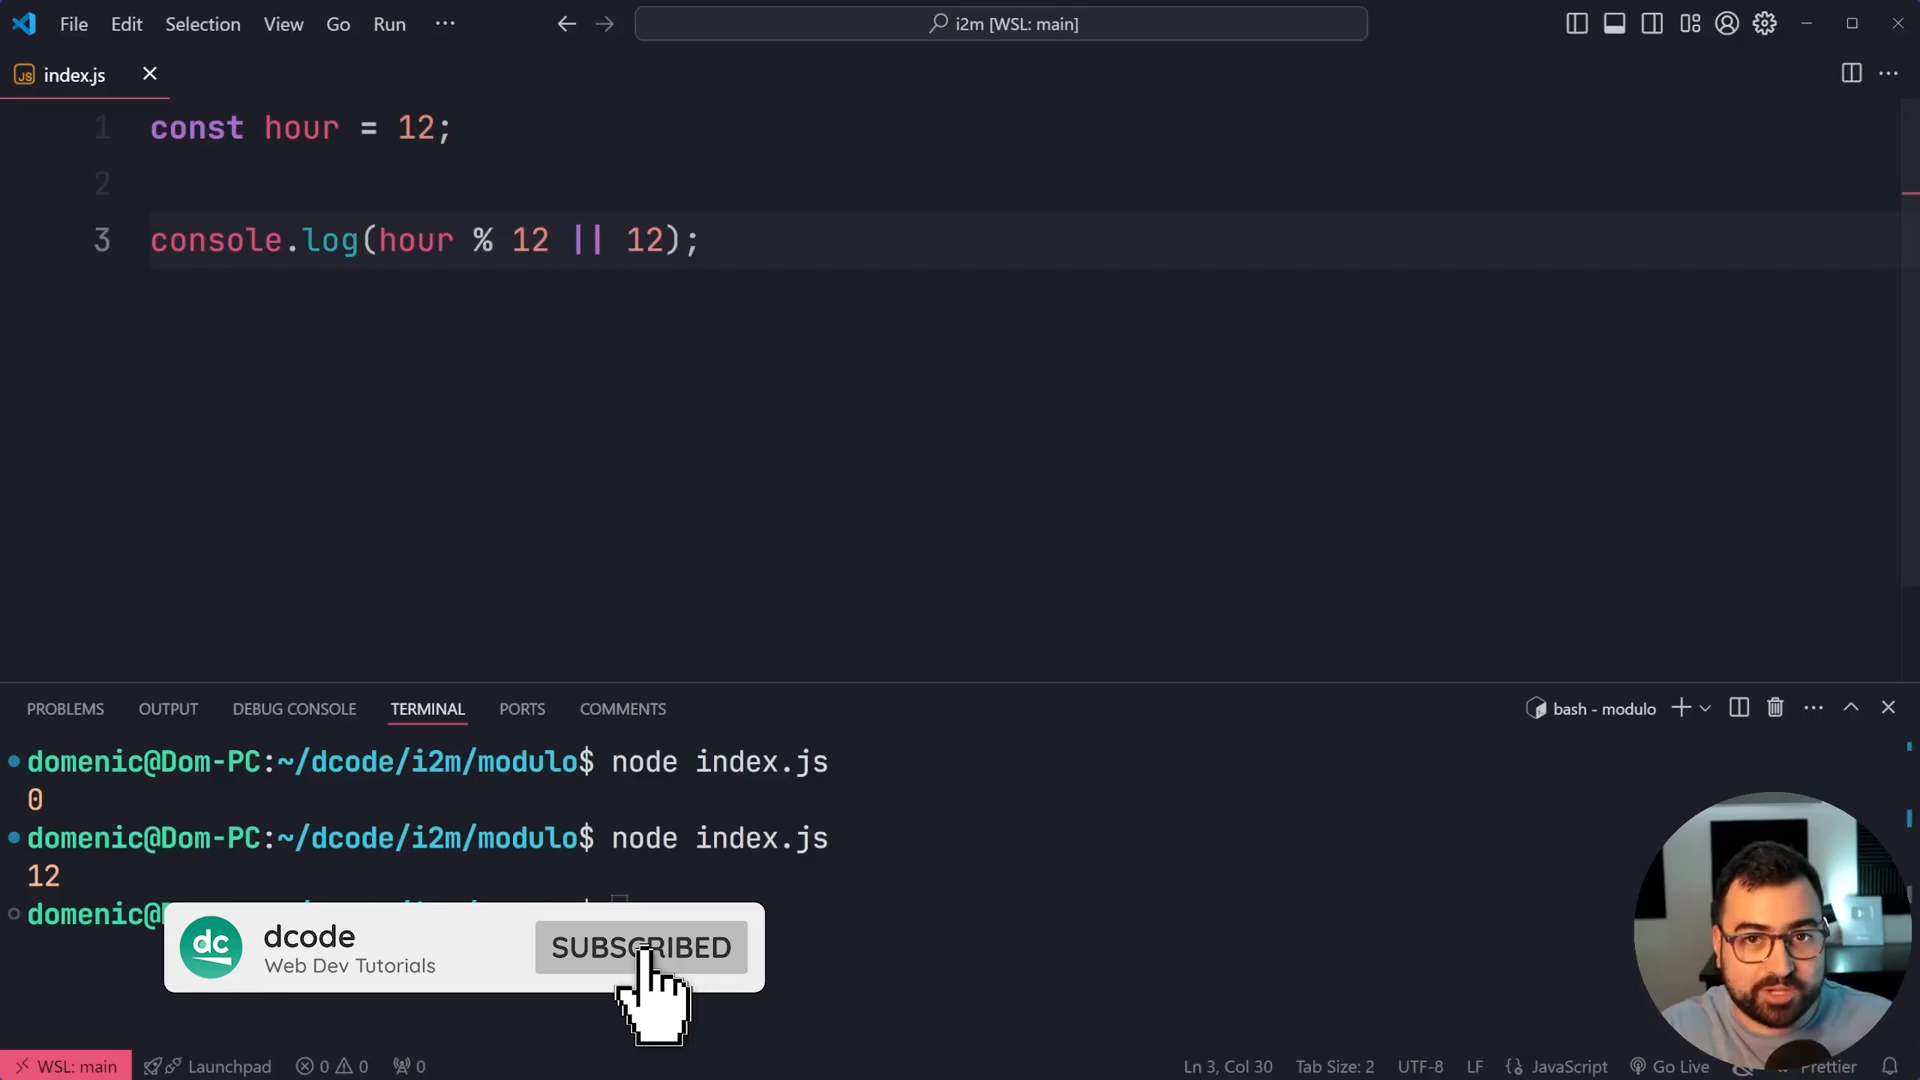 File Edit Selection View Go Run ···
i2m [WSL: main]
JS index.js
1 const hour = 12;
2
3 console.log(hour % 12 || 12);
PROBLEMS OUTPUT DEBUG CONSOLE TERMINAL PORTS COMMENTS
bash - modulo
domenic@Dom-PC:~/dcode/i2m/modulo$ node index.js
0
domenic@Dom-PC:~/dcode/i2m/modulo$ node index.js
12
domenic@
dc dcode
Web Dev Tutorials
SUBSCRIBED
WSL: main Launchpad 0 0 0 Ln 3, Col 30 Tab Size: 2 UTF-8 LF {} JavaScript Go Live Prettier